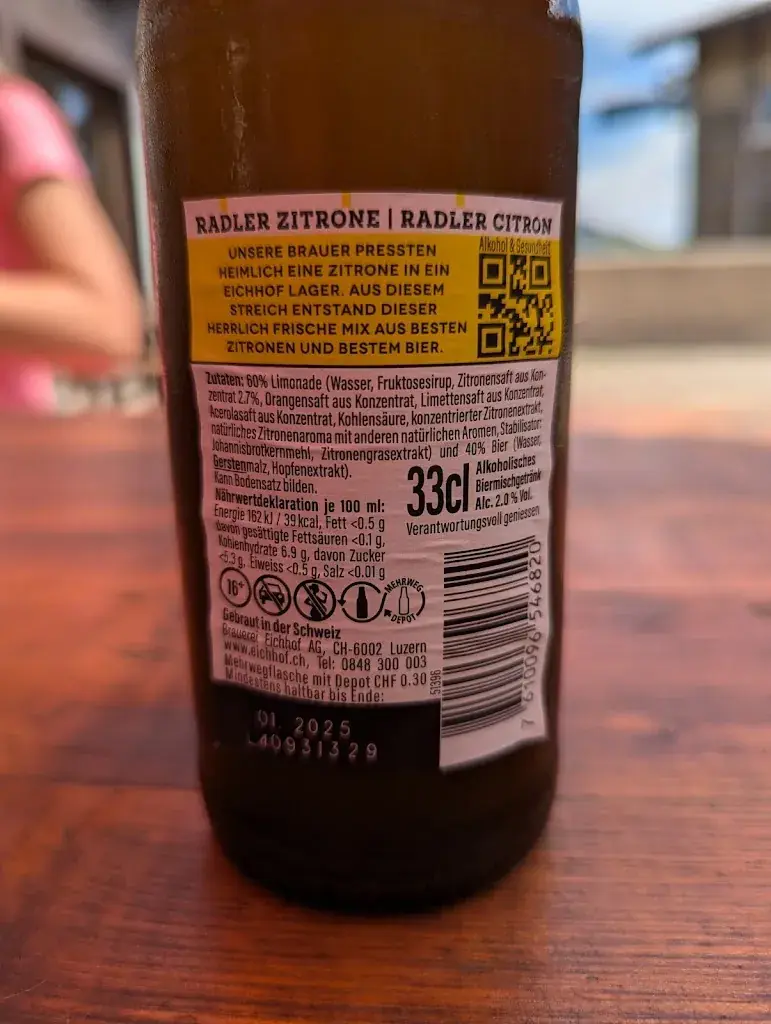 RADLER ZITRONE | RADLER CITRON
UNSERE BRAUER PRESSTEN
HEIMLICH EINE ZITRONE IN EIN
EICHHOF LAGER. AUS DIESEM
STREICH ENTSTAND DIESER
HERRLICH FRISCHE MIX AUS BESTEN
ZITRONEN UND BESTEM BIER.
Alkohol & Gesundheit
Zutaten: 60% Limonade (Wasser, Fruktosesirup, Zitronensaft aus Kon-
zentrat 2.7%, Orangensaft aus Konzentrat, Limettensaft aus Konzentrat,
Acerolasaft aus Konzentrat, Kohlensäure, konzentrierter Zitronenextrakt,
natürliches Zitronenaroma mit anderen natürlichen Aromen, Stabilisator:
Johannisbrotkernmehl, Zitronengrasextrakt) und 40% Bier (Wasser,
Gerstenmalz, Hopfenextrakt).
Kann Bodensatz bilden.
33cl
Alkoholisches
Biermischgetränk
Alc. 2.0 % Vol.
Verantwortungsvoll geniessen
Nährwertdeklaration je 100 ml:
Energie 162 kJ / 39 kcal, Fett <0.5 g
davon gesättigte Fettsäuren <0.1 g,
Kohlenhydrate 6.9 g, davon Zucker
<5.3 g, Eiweiss <0.5 g, Salz <0.01 g
16+
MEHRWEG
DEPOT
Gebraut in der Schweiz
Brauerei Eichhof AG, CH-6002 Luzern
www.eichhof.ch, Tel: 0848 300 003
Mehrwegflasche mit Depot CHF 0.30
Mindestens haltbar bis Ende:
51396
7 610096 546820
01. 2025
L40931329